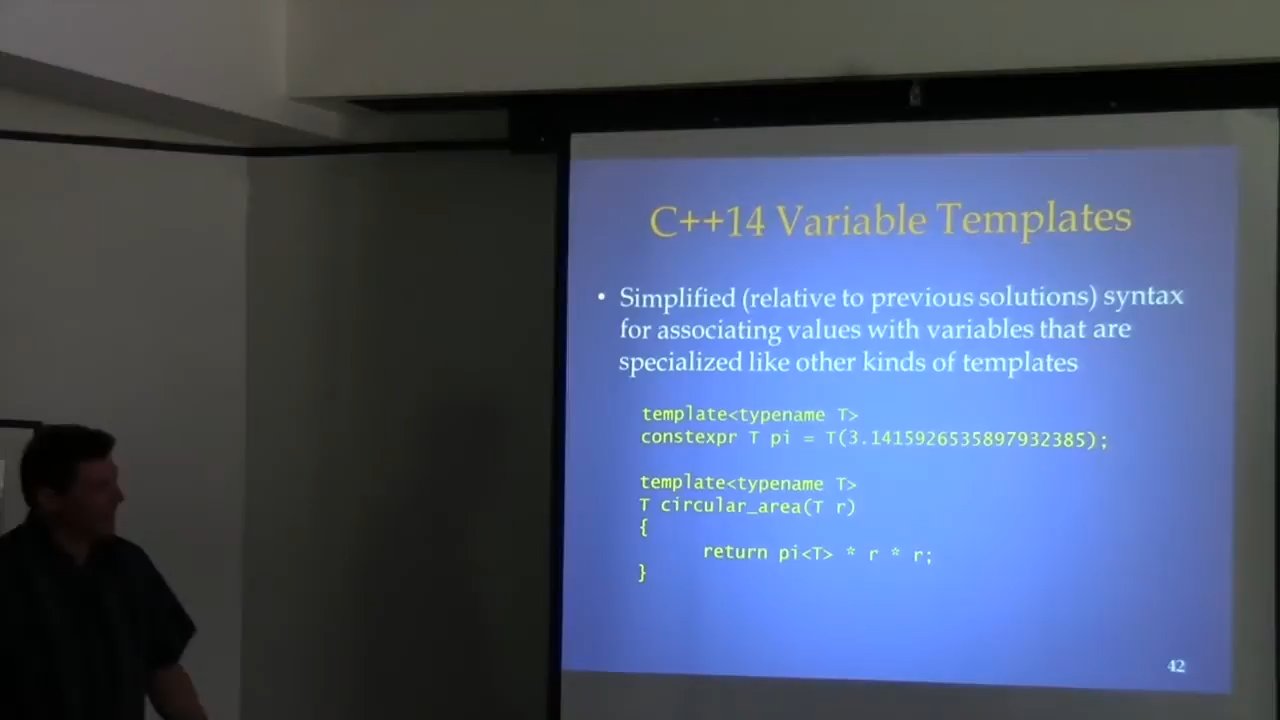 C++14 Variable Templates
• Simplified (relative to previous solutions) syntax
for associating values with variables that are
specialized like other kinds of templates
template<typename T>
constexpr T pi = T(3.1415926535897932385);
template<typename T>
T circular_area(T r)
{
return pi<T> * r * r;
}
42